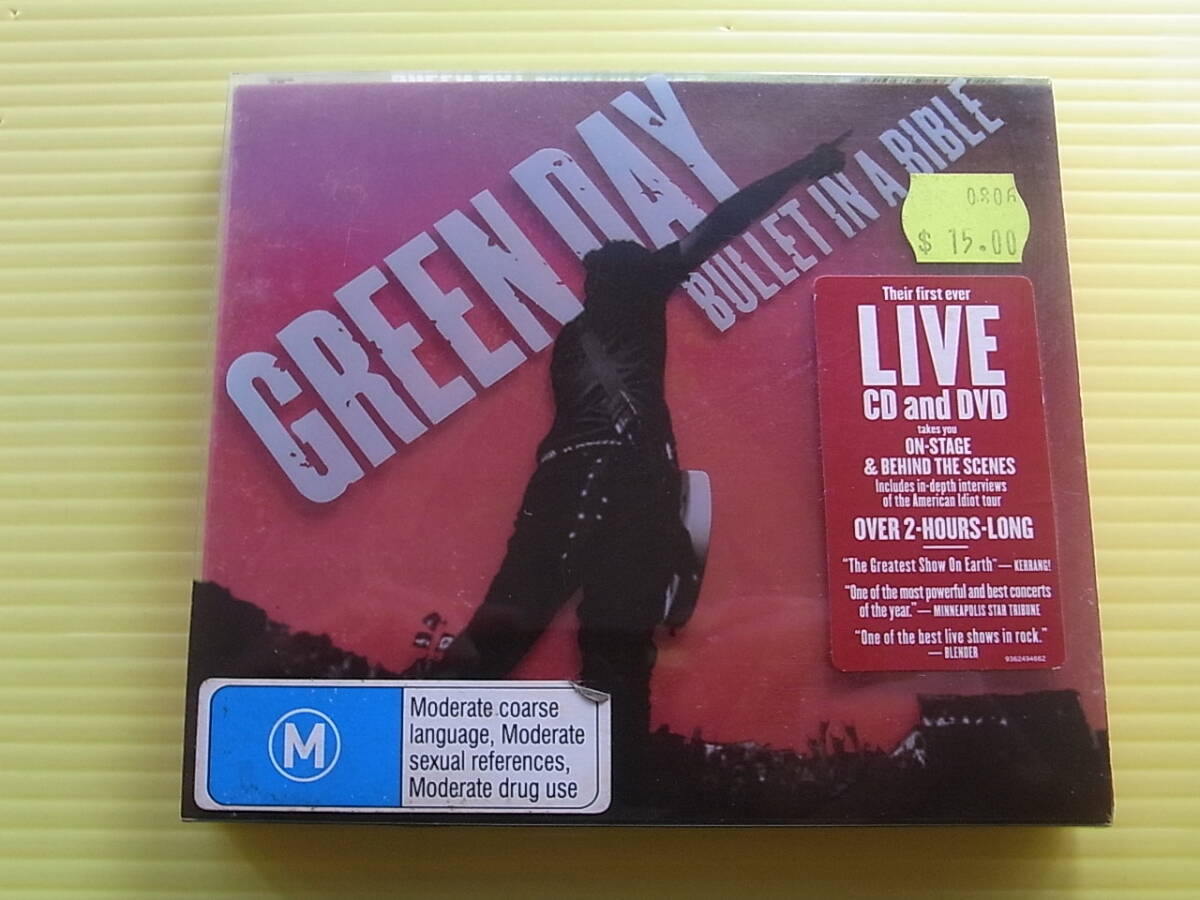 GREEN DAY
BULLET IN A BIBLE
080A
$ 15.00
Their first ever
LIVE
CD and DVD
takes you
ON-STAGE
& BEHIND THE SCENES
Includes in-depth interviews
of the American Idiot tour
OVER 2-HOURS-LONG
"The Greatest Show On Earth" — KERRANG!
"One of the most powerful and best concerts
of the year." — MINNEAPOLIS STAR TRIBUNE
"One of the best live shows in rock."
— BLENDER
9362494662
M
Moderate coarse
language, Moderate
sexual references,
Moderate drug use